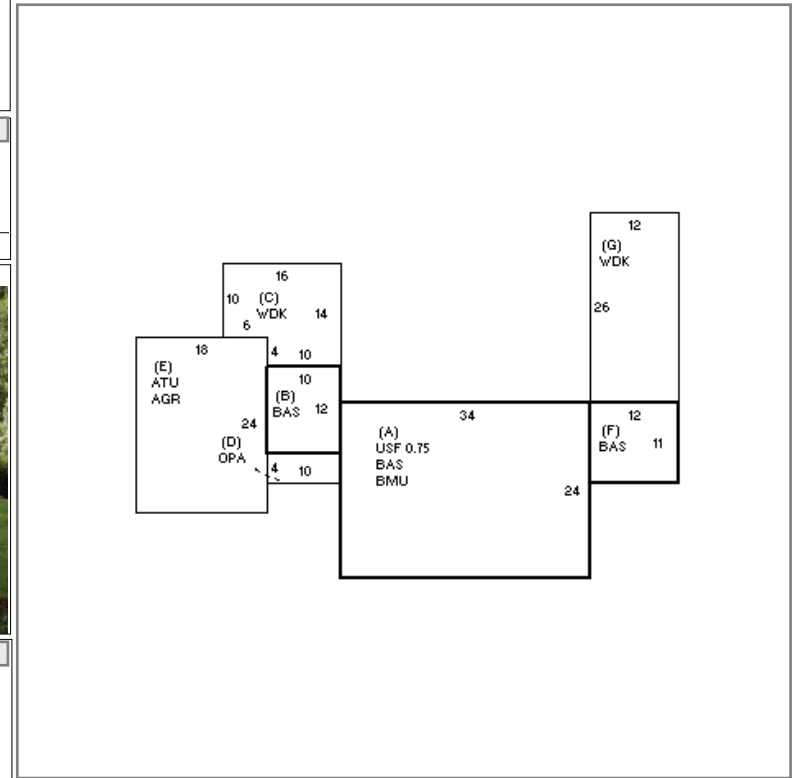 12
(G)
WDK
26
16
10
(C)
WDK
14
6
18
4
10
(E)
ATU
AGR
10
(B)
BAS
12
24
(D)
OPA
4
10
34
(A)
USF 0.75
BAS
BMU
24
12
(F)
BAS
11